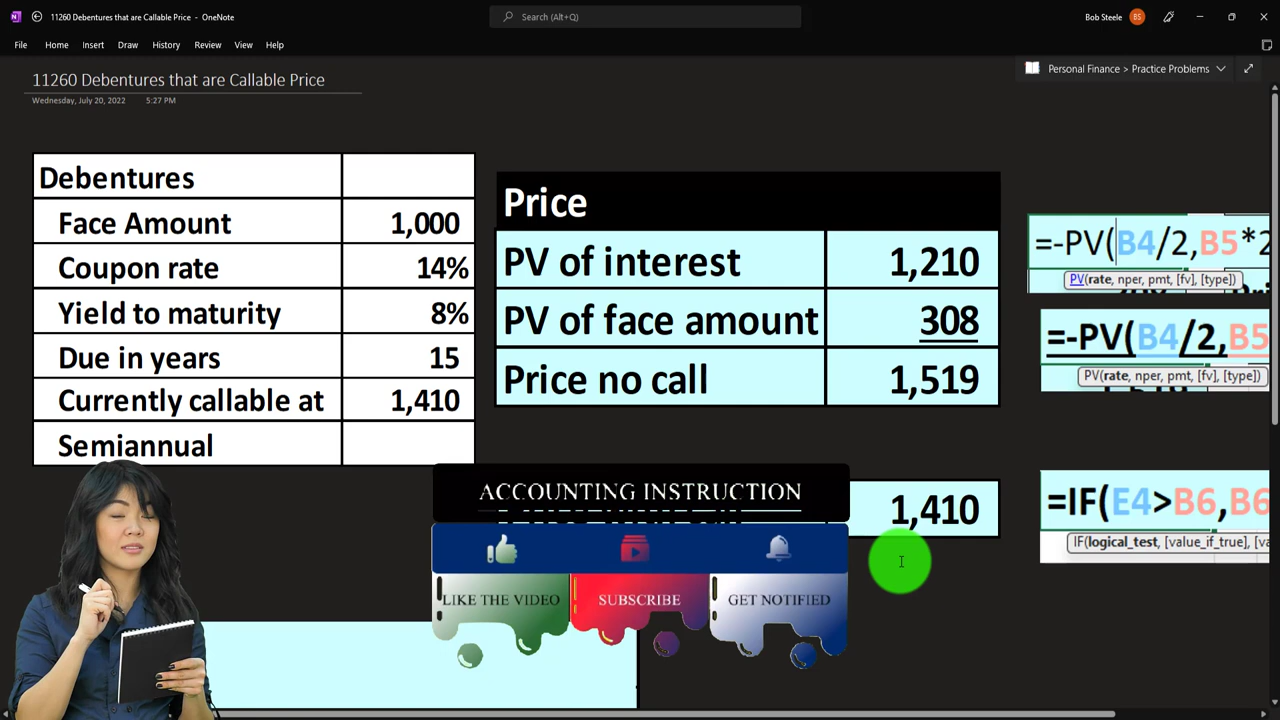 11260 Debentures that are Callable Price - OneNote
Search (Alt+Q)
Bob Steele
BS
File Home Insert Draw History Review View Help
11260 Debentures that are Callable Price
Wednesday, July 20, 2022 5:27 PM
Personal Finance > Practice Problems
Debentures
Face Amount 1,000
Coupon rate 14%
Yield to maturity 8%
Due in years 15
Currently callable at 1,410
Semiannual
Price
PV of interest 1,210
PV of face amount 308
Price no call 1,519
1,410
=-PV(B4/2,B5*2
PV(rate, nper, pmt, [fv], [type])
=-PV(B4/2,B5
PV(rate, nper, pmt, [fv], [type])
=IF(E4>B6,B6
IF(logical_test, [value_if_true], [va
ACCOUNTING INSTRUCTION
LIKE THE VIDEO
SUBSCRIBE
GET NOTIFIED